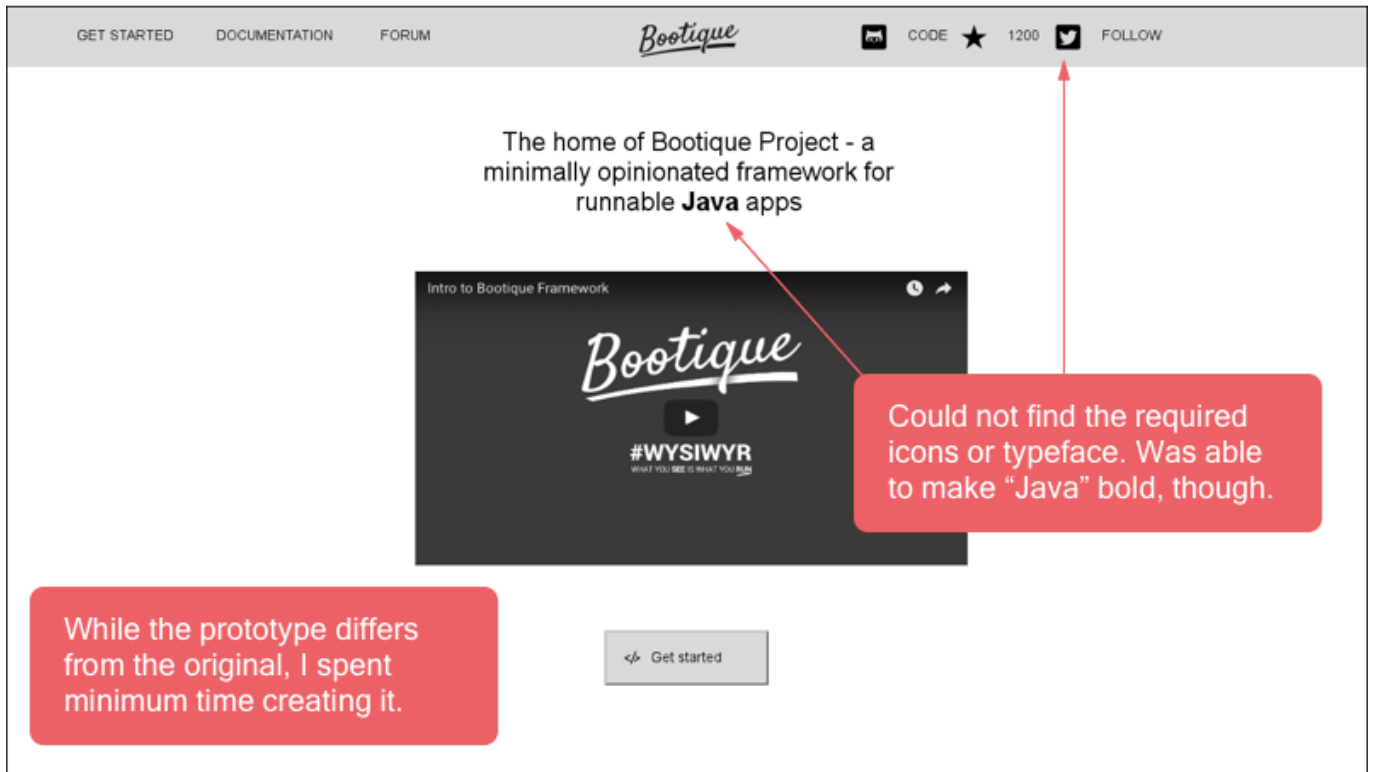 GET STARTED DOCUMENTATION FORUM Bootique CODE 1200 FOLLOW
The home of Bootique Project - a
minimally opinionated framework for
runnable Java apps
Intro to Bootique Framework
Bootique
#WYSIWYR
WHAT YOU SEE IS WHAT YOU RUN
Could not find the required
icons or typeface. Was able
to make “Java” bold, though.
While the prototype differs
from the original, I spent
minimum time creating it.
</> Get started